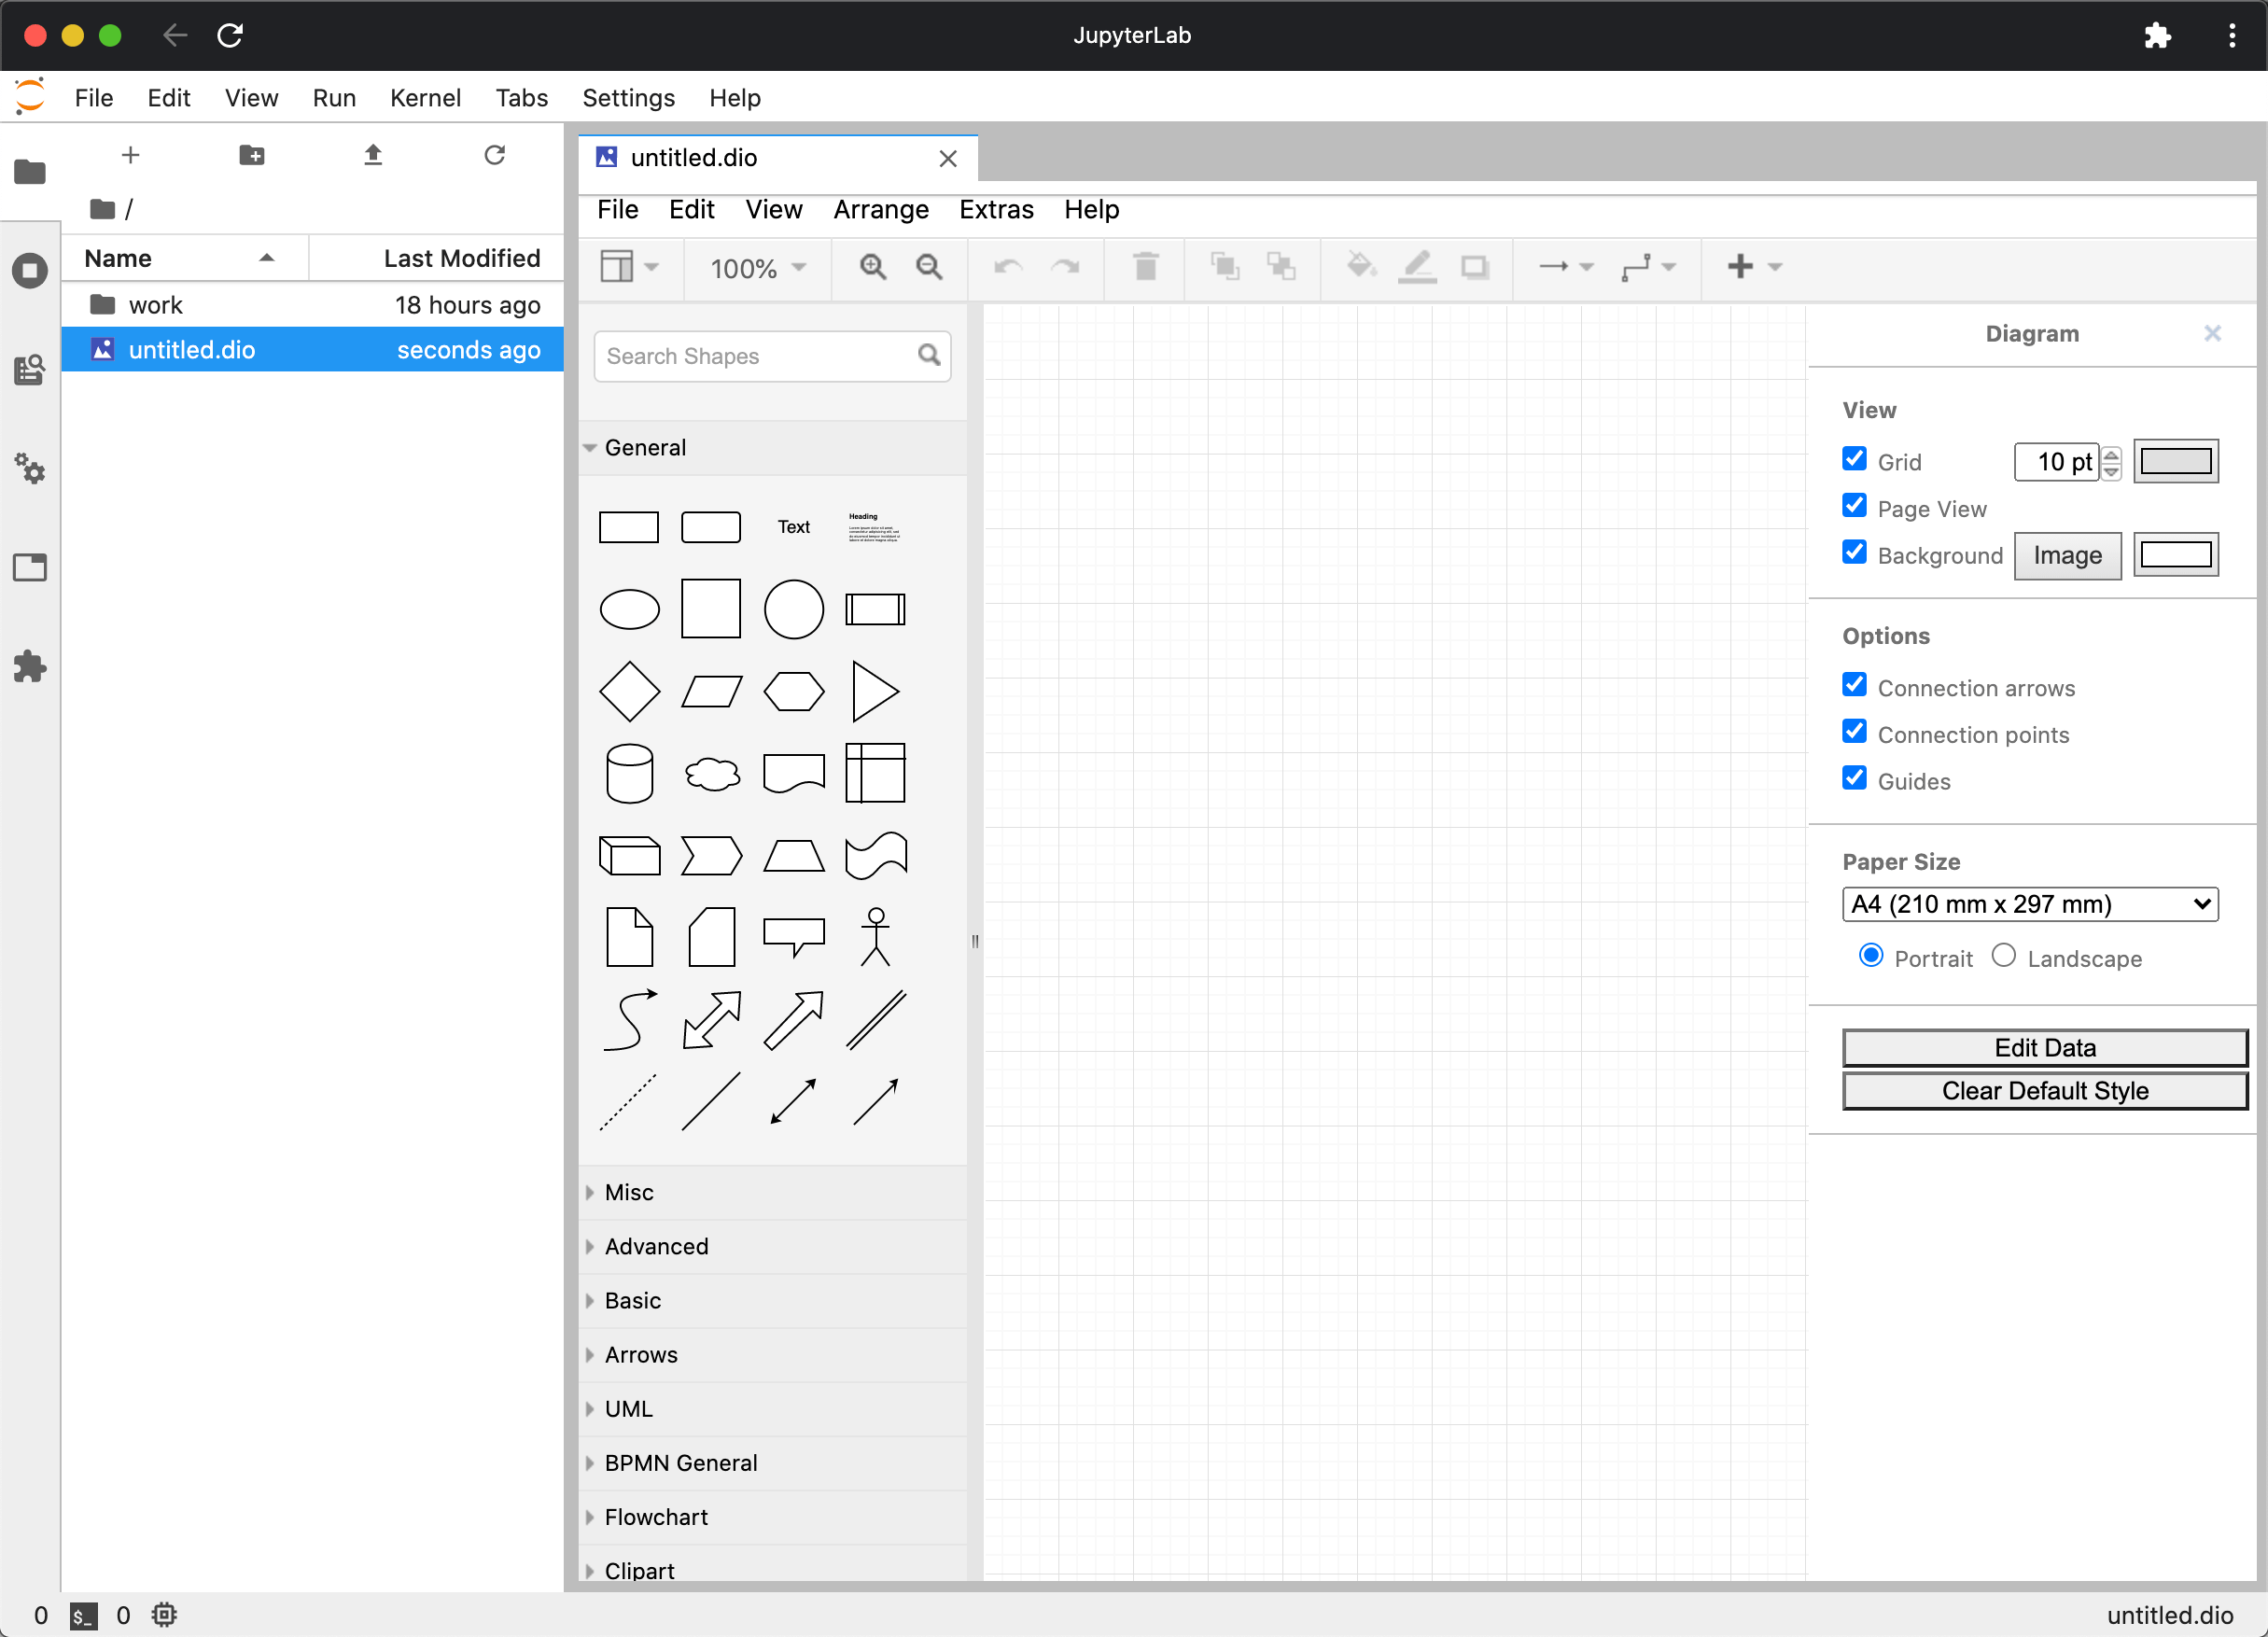 JupyterLab
File Edit View Run Kernel Tabs Settings Help
untitled.dio
/
Name Last Modified
work 18 hours ago
untitled.dio seconds ago
File Edit View Arrange Extras Help
100%
Search Shapes
General
Text
Heading
Misc
Advanced
Basic
Arrows
UML
BPMN General
Flowchart
Clipart
Diagram
View
Grid 10 pt
Page View
Background Image
Options
Connection arrows
Connection points
Guides
Paper Size
A4 (210 mm x 297 mm)
Portrait Landscape
Edit Data
Clear Default Style
0 $_ 0 untitled.dio